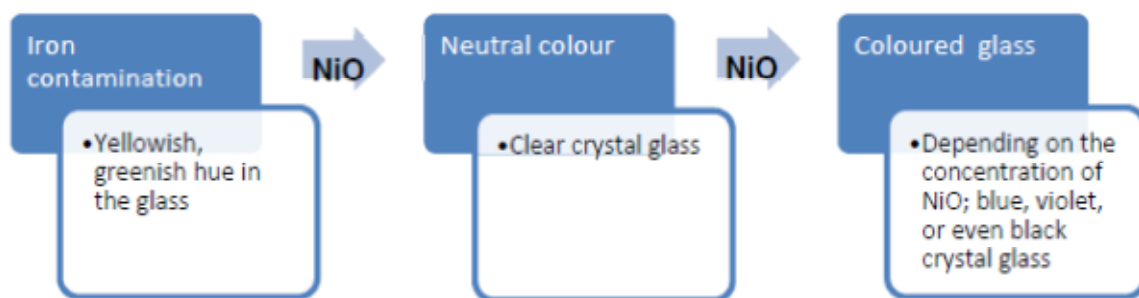 Iron
contamination
•Yellowish,
greenish hue in
the glass
NiO
Neutral colour
•Clear crystal glass
NiO
Coloured glass
•Depending on the
concentration of
NiO; blue, violet,
or even black
crystal glass